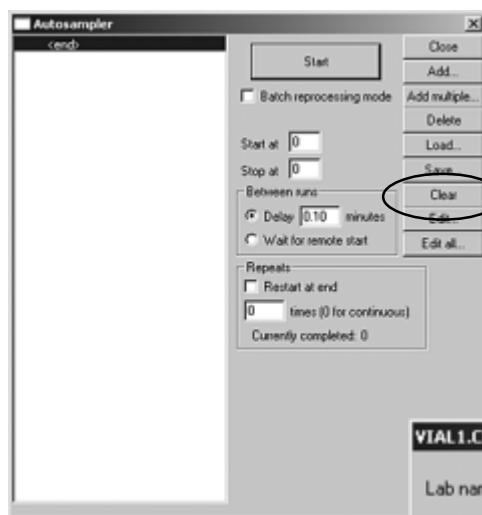 Autosampler
<end>
Start
Batch reprocessing mode
Start at 0
Stop at 0
Between runs
Delay 0.10 minutes
Wait for remote start
Repeats
Restart at end
0 times (0 for continuous)
Currently completed: 0
Close
Add...
Add multiple...
Delete
Load...
Save...
Clear
Edit...
Edit all...
VIAL1.C
Lab nar